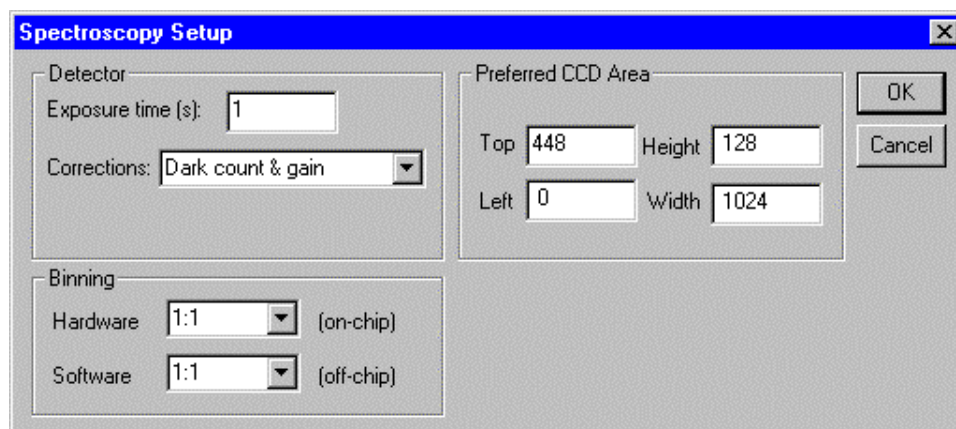 Spectroscopy Setup
Detector
Exposure time (s): 1
Corrections: Dark count & gain
Preferred CCD Area
Top 448 Height 128
Left 0 Width 1024
OK
Cancel
Binning
Hardware 1:1 (on-chip)
Software 1:1 (off-chip)